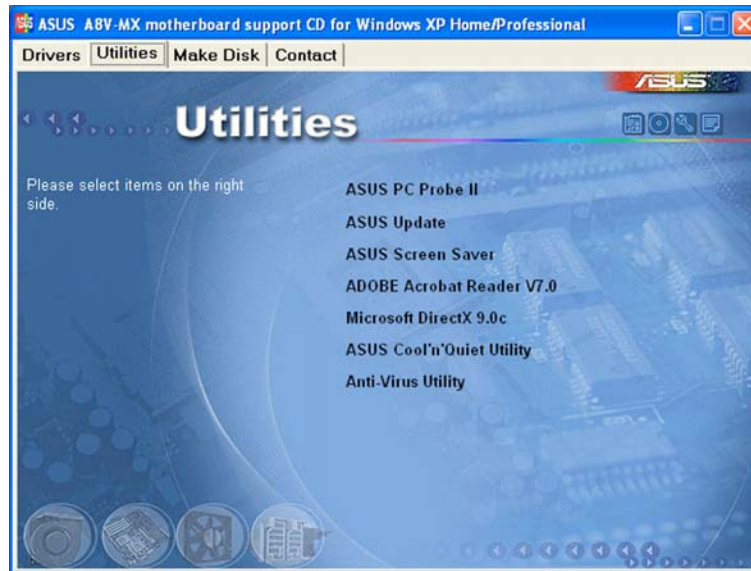 ASUS A8V-MX motherboard support CD for Windows XP Home/Professional
Drivers Utilities Make Disk Contact
ASUS
Utilities
Please select items on the right
side.
ASUS PC Probe II
ASUS Update
ASUS Screen Saver
ADOBE Acrobat Reader V7.0
Microsoft DirectX 9.0c
ASUS Cool'n'Quiet Utility
Anti-Virus Utility